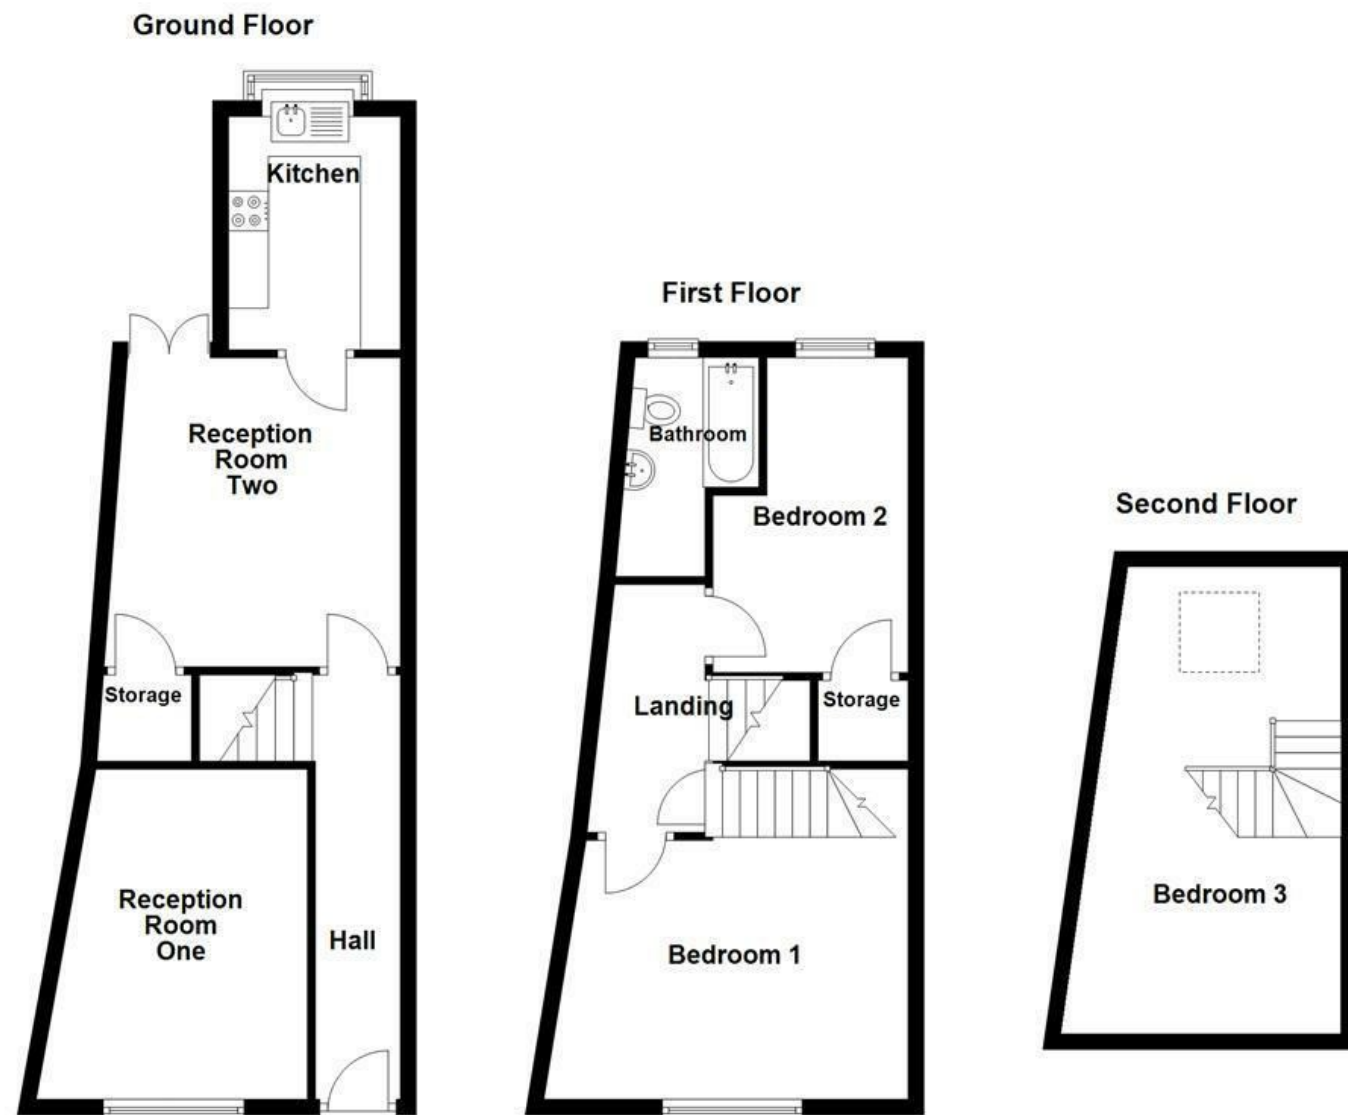 Ground Floor
Kitchen
Reception
Room
Two
Storage
Reception
Room
One
Hall
First Floor
Bathroom
Bedroom 2
Landing
Storage
Bedroom 1
Second Floor
Bedroom 3